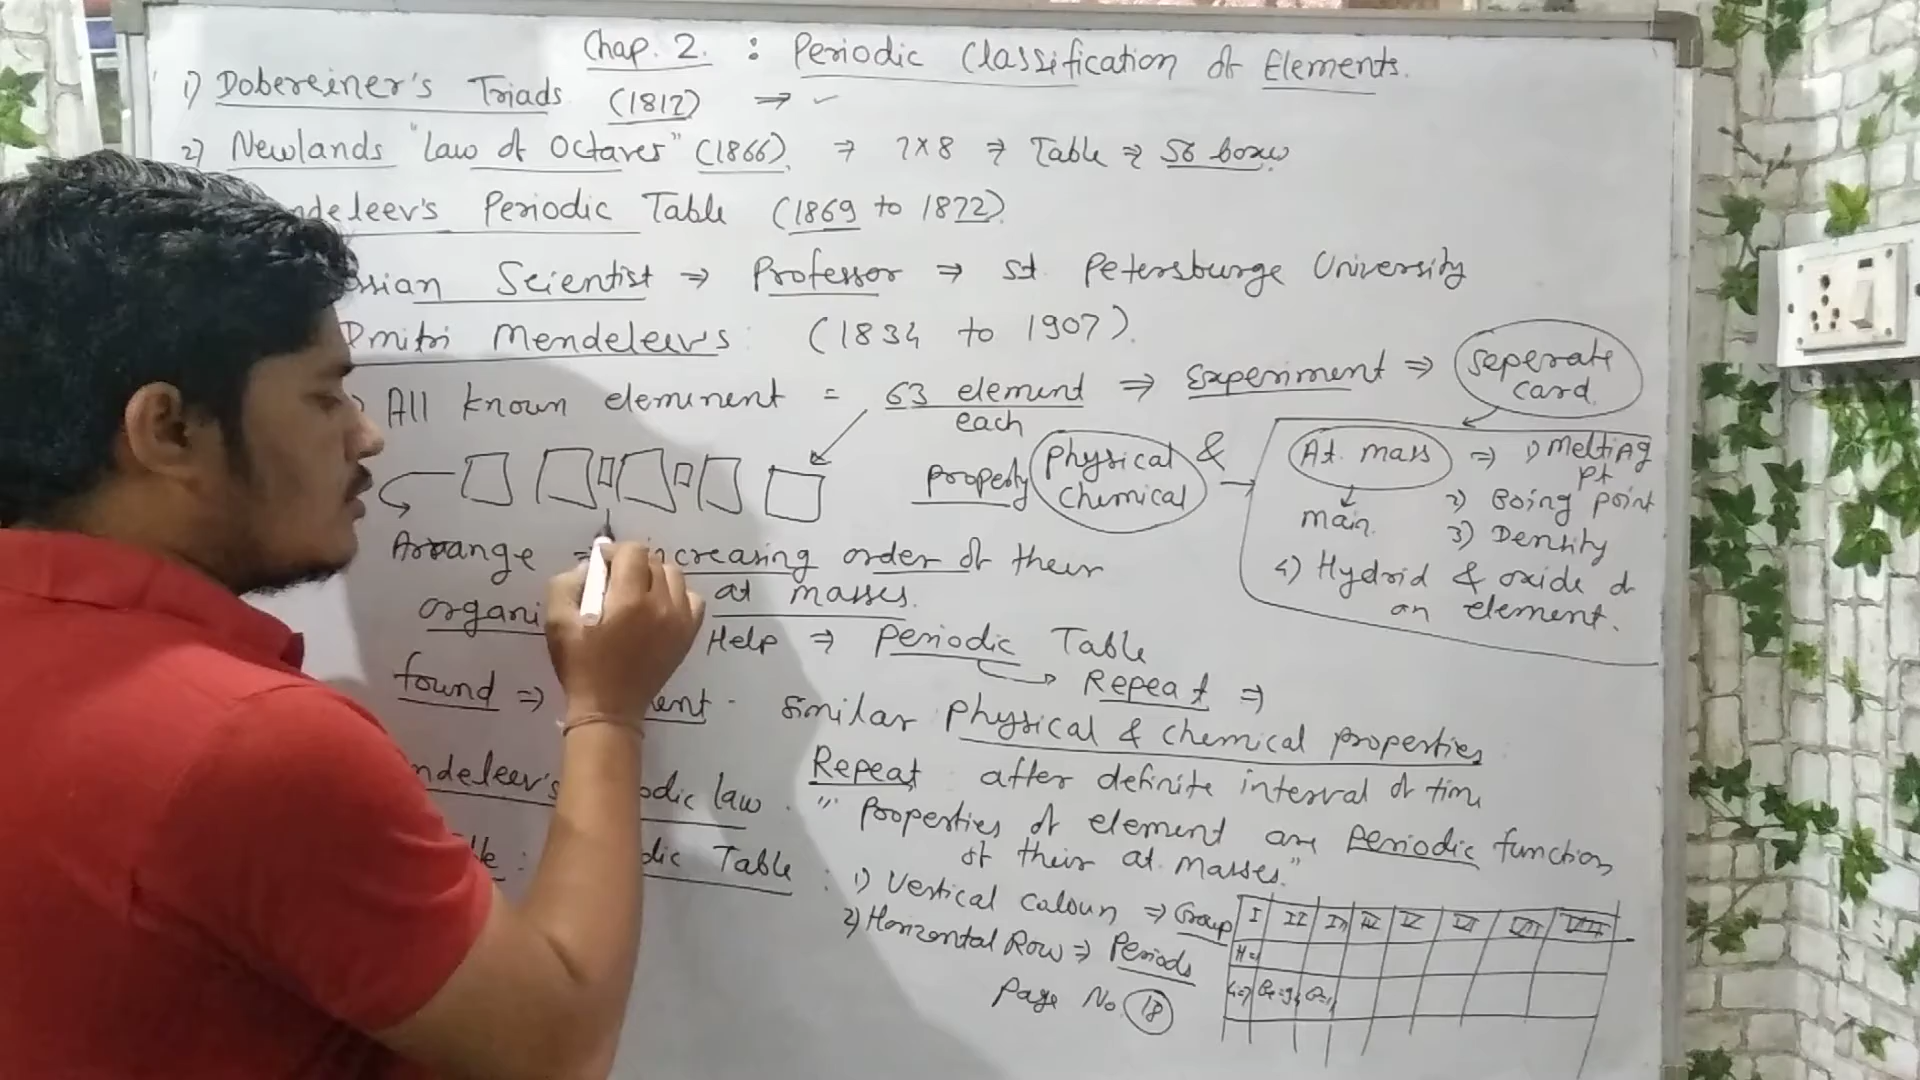 Chap. 2. : Periodic Classification of Elements.
1) Dobereiner's Triads (1812) ⇒ ✓
2) Newlands "Law of Octaves" (1866). ⇒ 7×8 ⇒ Table ⇒ 56 boxes.
ndeleev's Periodic Table (1869 to 1872).
ssian Scientist ⇒ Professor ⇒ St. Petersburge University
Dmitri Mendeleev's : (1834 to 1907).
All known elemenent = 63 element ⇒ Experiment ⇒ seperate card.
each
property physical & chemical
At. mass ⇒ 1) Melting pt
main.
2) Boing point
3) Density
4) Hydrid & oxide of an element.
Arrange ncreasing order of their
organi at masses.
Help ⇒ Periodic Table
Repeat ⇒
found ⇒ ent. similar physical & chemical properties
Repeat after definite interval of time
ndeleev's odic law. "Properties of element are periodic function
of their at. masses."
le : dic Table : 1) Vertical coloun ⇒ Group
2) Horizontal Row ⇒ Periods
Page No. 18
I II III IV V VI VII VIII